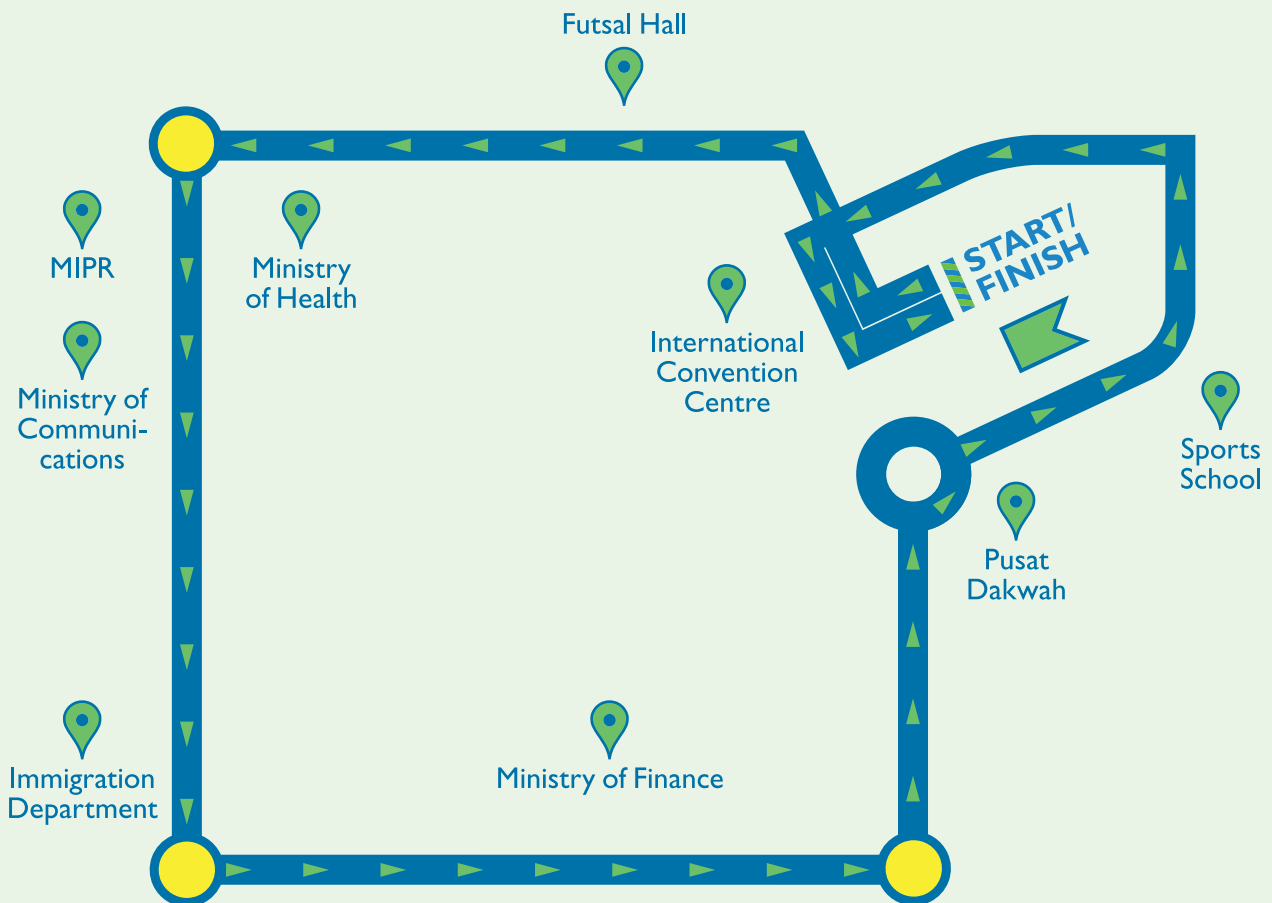 Futsal Hall
MIPR
Ministry
of Health
START/
FINISH
International
Convention
Centre
Ministry of
Communi-
cations
Sports
School
Pusat
Dakwah
Immigration
Department
Ministry of Finance